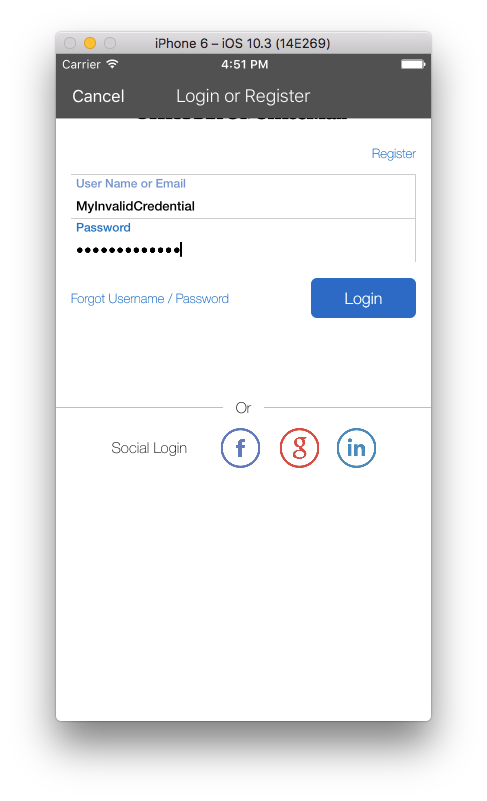 iPhone 6 – iOS 10.3 (14E269)
Carrier 4:51 PM
Cancel Login or Register
Register
User Name or Email
MyInvalidCredential
Password
•••••••••••••
Forgot Username / Password Login
Or
Social Login f g in